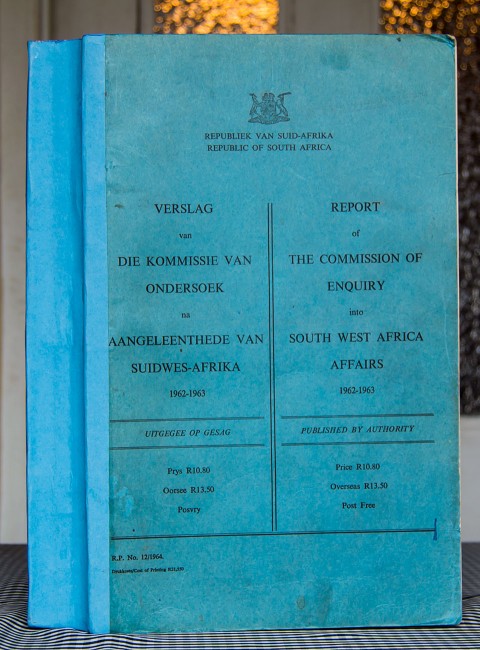 REPUBLIEK VAN SUID-AFRIKA
REPUBLIC OF SOUTH AFRICA
VERSLAG
van
DIE KOMMISSIE VAN
ONDERSOEK
na
AANGELEENTHEDE VAN
SUIDWES-AFRIKA
1962-1963
UITGEGEE OP GESAG
Prys R10.80
Oorsee R13.50
Posvry
REPORT
of
THE COMMISSION OF
ENQUIRY
into
SOUTH WEST AFRICA
AFFAIRS
1962-1963
PUBLISHED BY AUTHORITY
Price R10.80
Overseas R13.50
Post Free
R.P. No. 12/1964.
Cost of Printing